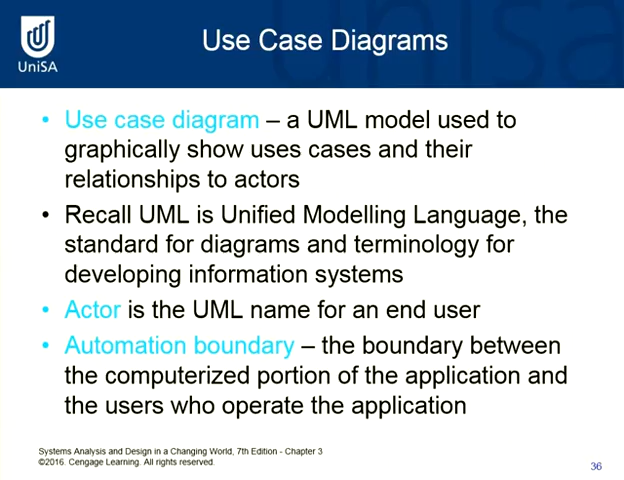 Use Case Diagrams
UniSA
• Use case diagram – a UML model used to
graphically show uses cases and their
relationships to actors
• Recall UML is Unified Modelling Language, the
standard for diagrams and terminology for
developing information systems
• Actor is the UML name for an end user
• Automation boundary – the boundary between
the computerized portion of the application and
the users who operate the application
Systems Analysis and Design in a Changing World, 7th Edition - Chapter 3
©2016. Cengage Learning. All rights reserved.
36